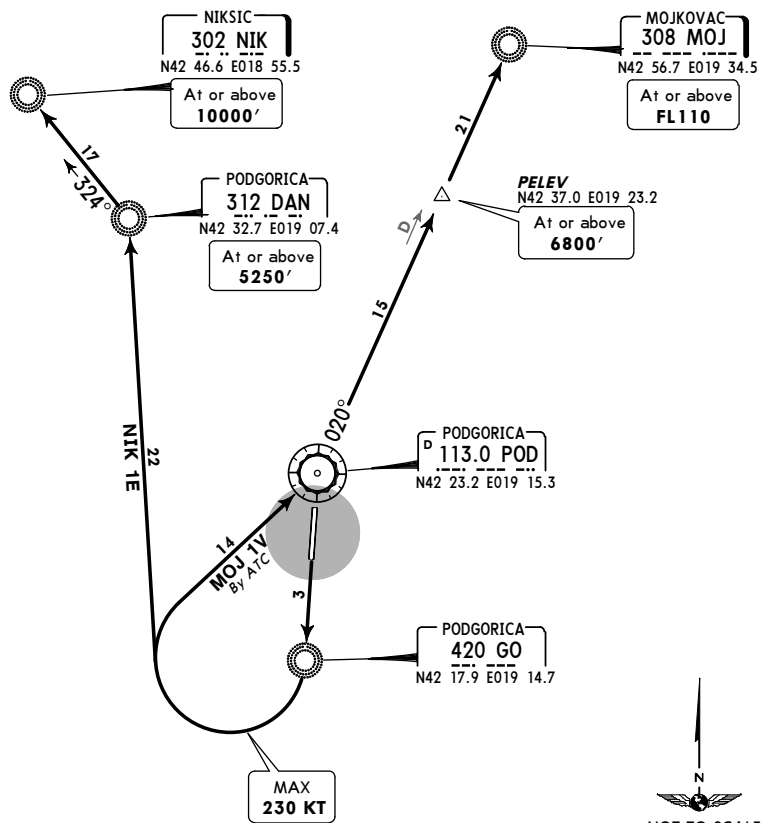 NIKSIC
302 NIK
N42 46.6 E018 55.5
At or above
10000′
MOJKOVAC
308 MOJ
N42 56.7 E019 34.5
At or above
FL110
21
17
324°
PODGORICA
312 DAN
N42 32.7 E019 07.4
At or above
5250′
PELEV
N42 37.0 E019 23.2
At or above
6800′
D
15
020°
22
NIK 1E
PODGORICA
D 113.0 POD
N42 23.2 E019 15.3
14
MOJ 1V
By ATC
3
PODGORICA
420 GO
N42 17.9 E019 14.7
MAX
230 KT
N
NOT TO SCALE